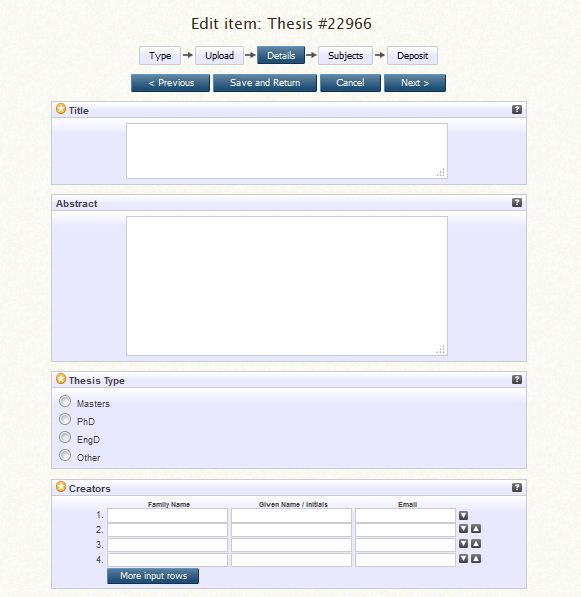 Edit item: Thesis #22966
Type Upload Details Subjects Deposit
< Previous Save and Return Cancel Next >
Title ?
Abstract ?
Thesis Type ?
Masters
PhD
EngD
Other
Creators ?
Family Name Given Name / Initials Email
1.
2.
3.
4.
More input rows